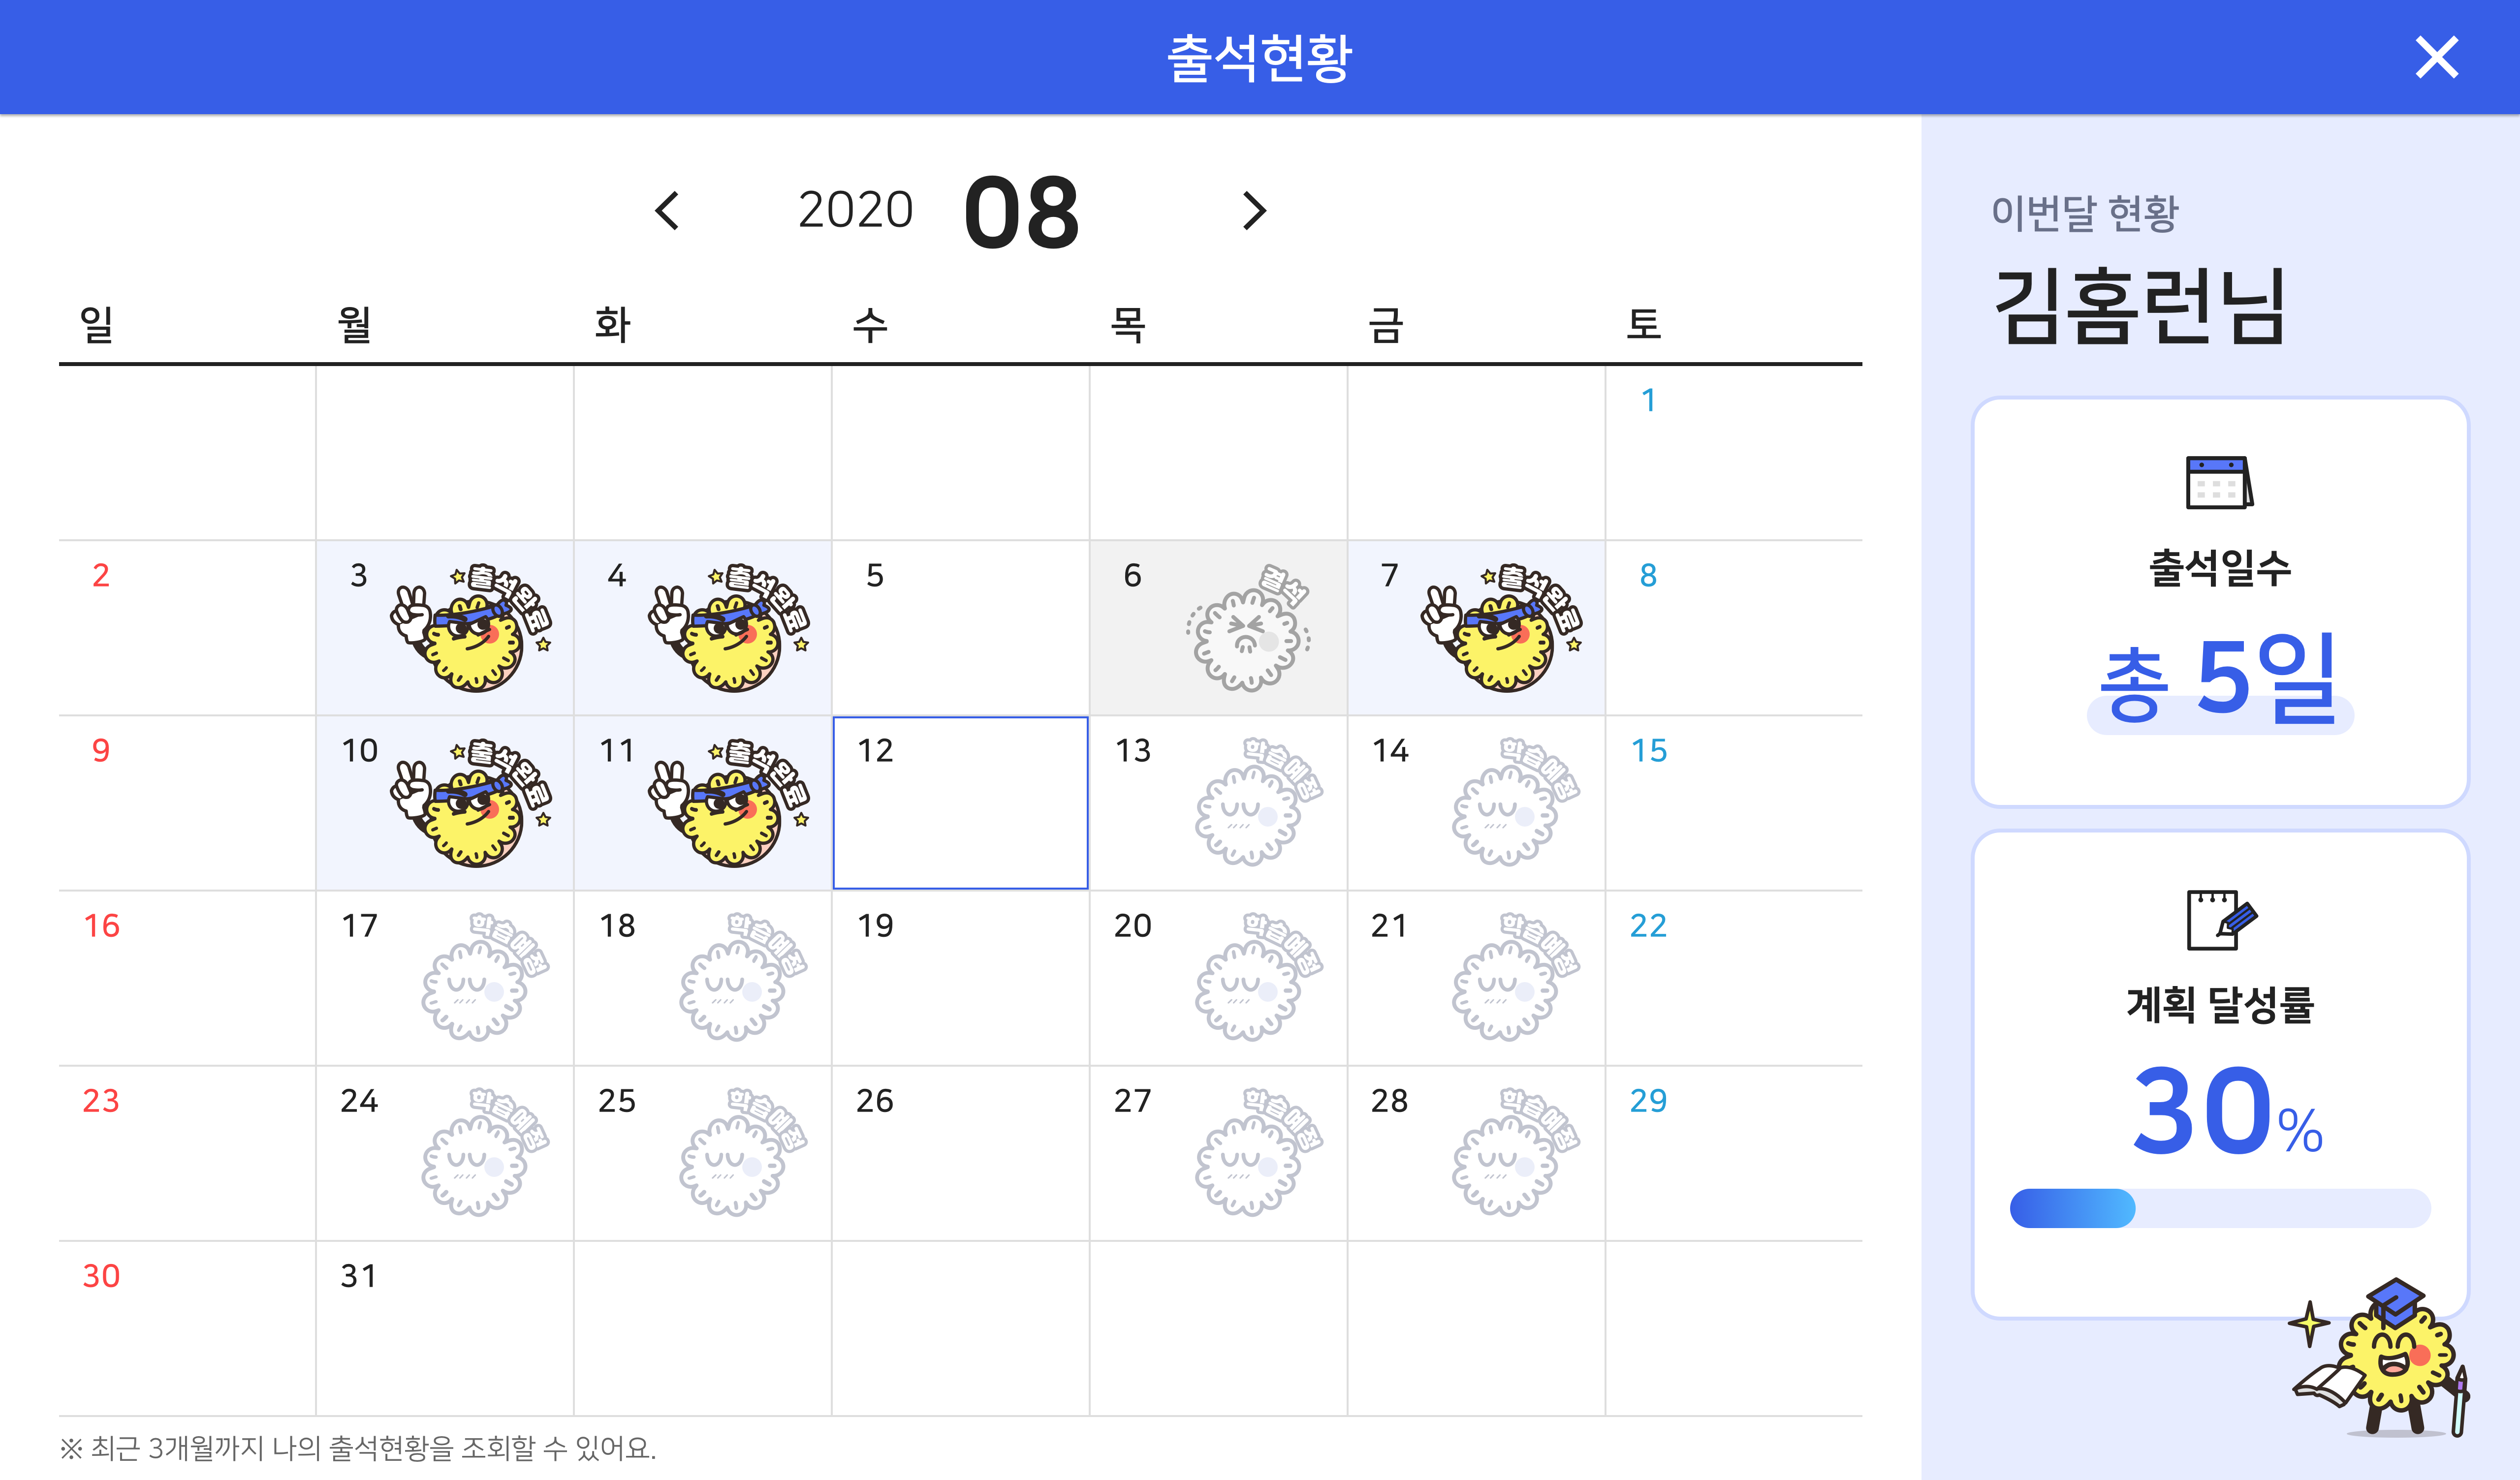 출석현황
2020 08
일 월 화 수 목 금 토
1
2 3 출석완료 4 출석완료 5 6 결석 7 출석완료 8
9 10 출석완료 11 출석완료 12 13 학습예정 14 학습예정 15
16 17 학습예정 18 학습예정 19 20 학습예정 21 학습예정 22
23 24 학습예정 25 학습예정 26 27 학습예정 28 학습예정 29
30 31
※ 최근 3개월까지 나의 출석현황을 조회할 수 있어요.
이번달 현황
김홈런님
출석일수
총 5일
계획 달성률
30%